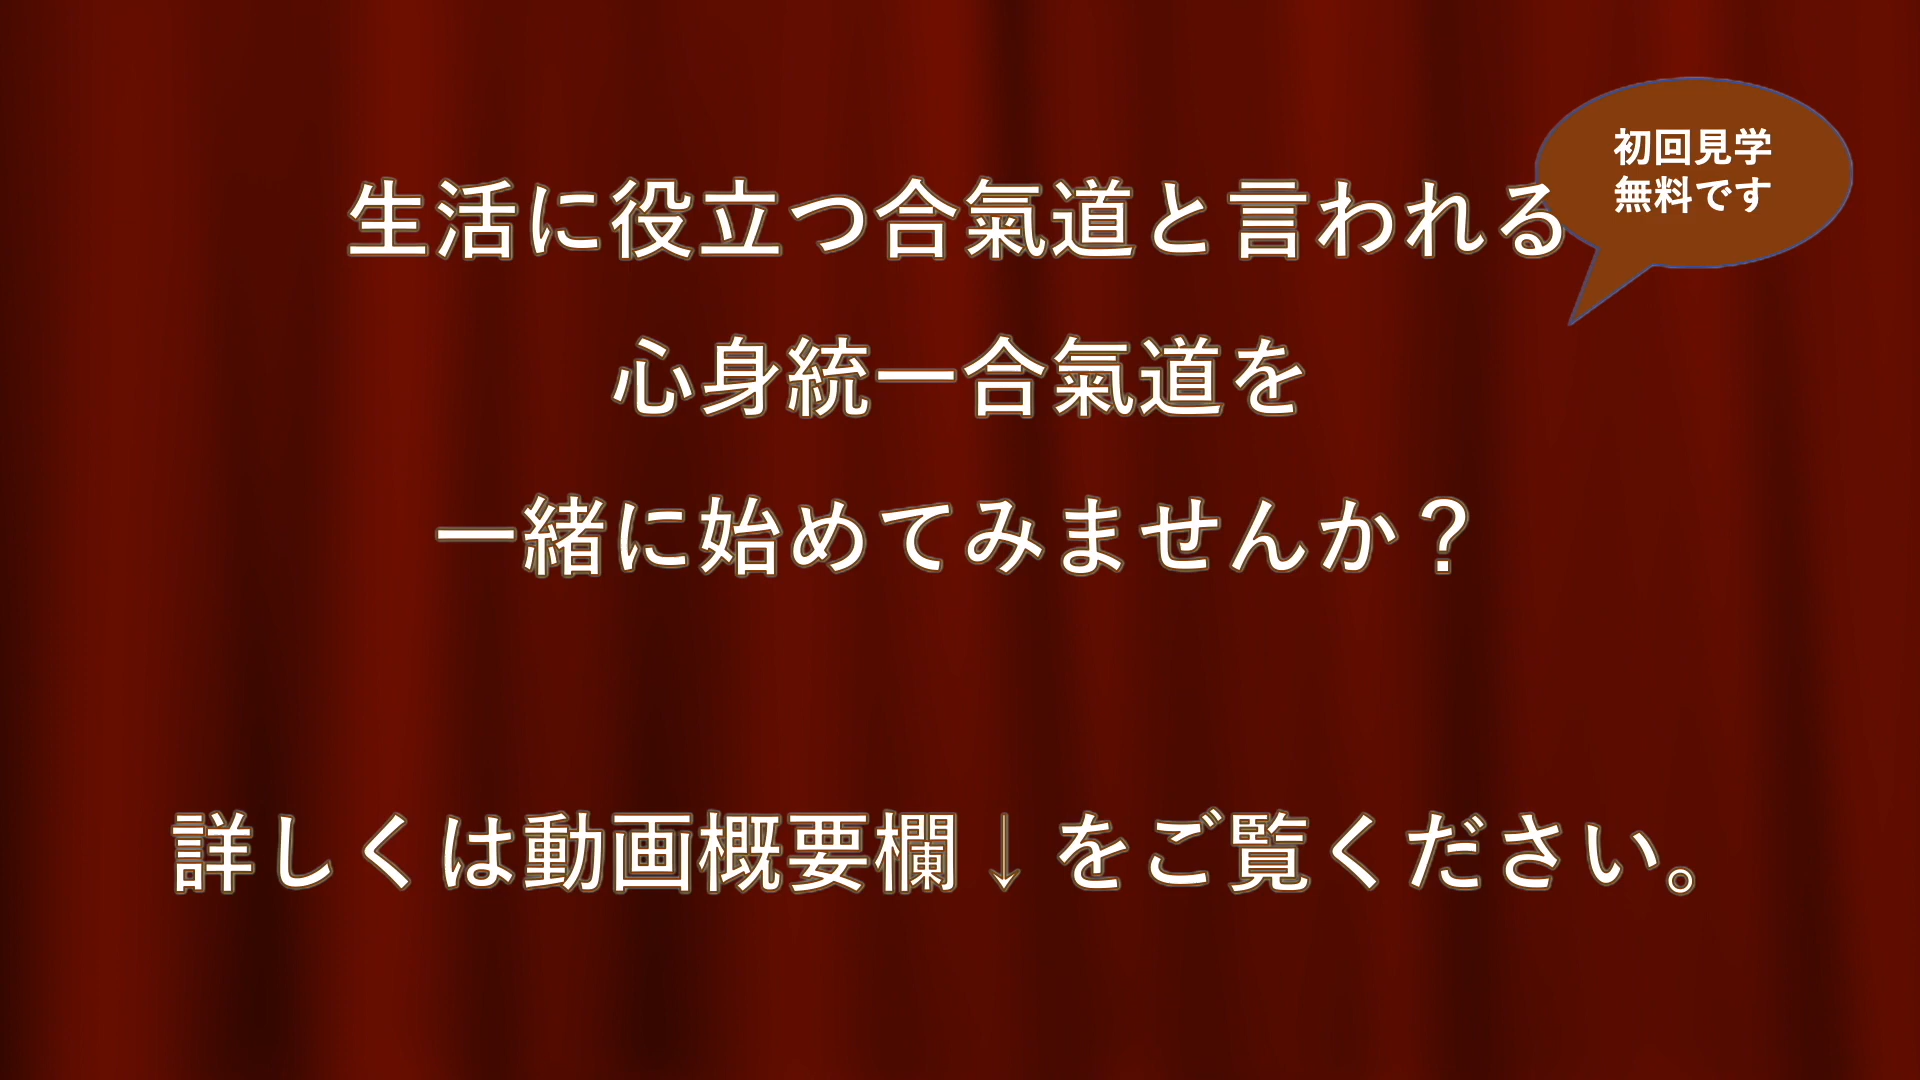 初回見学
無料です
生活に役立つ合氣道と言われる
心身統一合氣道を
一緒に始めてみませんか？
詳しくは動画概要欄↓をご覧ください。